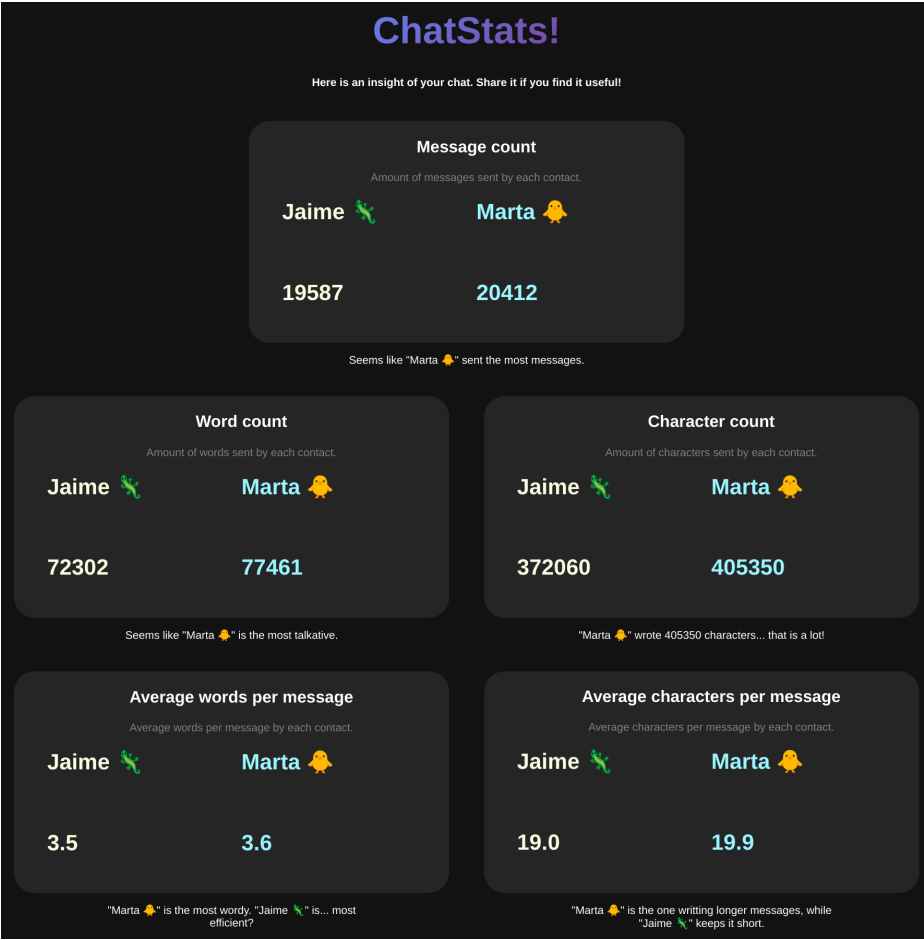 ChatStats!
Here is an insight of your chat. Share it if you find it useful!
Message count
Amount of messages sent by each contact.
Jaime 🦎 Marta 🐥
19587 20412
Seems like "Marta 🐥" sent the most messages.
Word count
Amount of words sent by each contact.
Jaime 🦎 Marta 🐥
72302 77461
Seems like "Marta 🐥" is the most talkative.
Character count
Amount of characters sent by each contact.
Jaime 🦎 Marta 🐥
372060 405350
"Marta 🐥" wrote 405350 characters... that is a lot!
Average words per message
Average words per message by each contact.
Jaime 🦎 Marta 🐥
3.5 3.6
"Marta 🐥" is the most wordy. "Jaime 🦎" is... most
efficient?
Average characters per message
Average characters per message by each contact.
Jaime 🦎 Marta 🐥
19.0 19.9
"Marta 🐥" is the one writting longer messages, while
"Jaime 🦎" keeps it short.